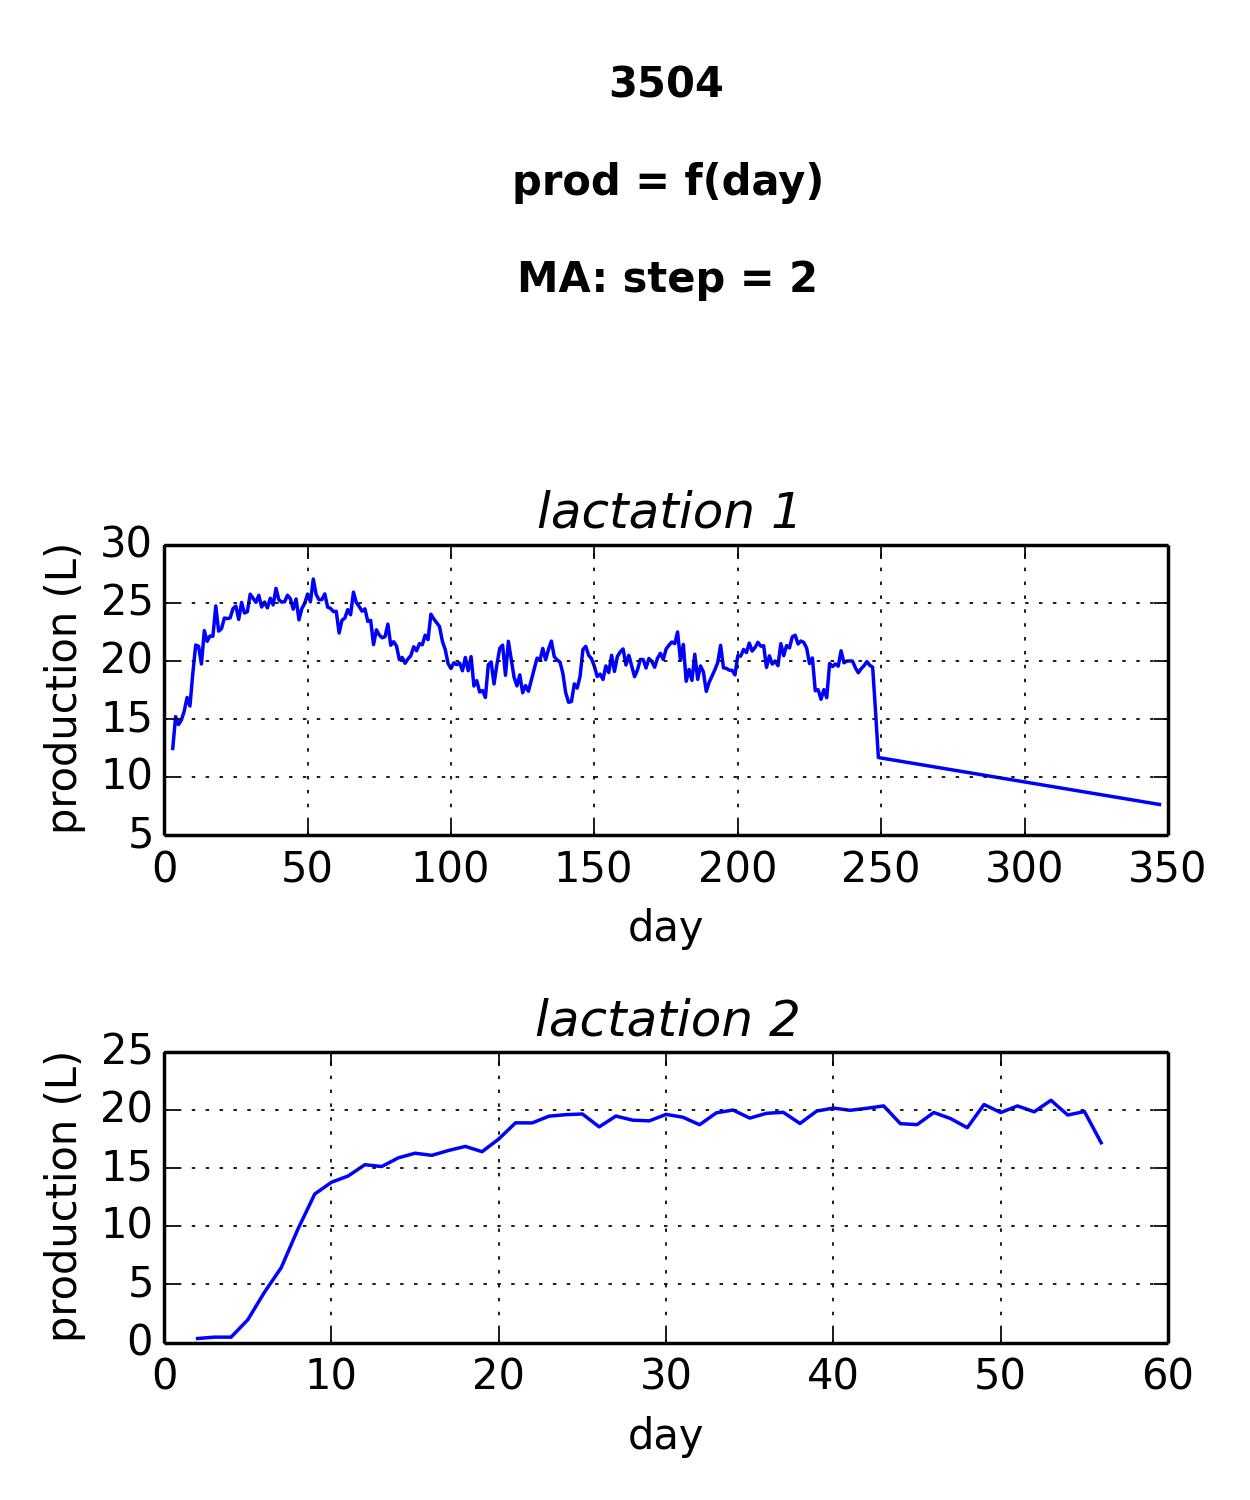 3504
prod = f(day)
MA: step = 2
lactation 1
production (L)
30
25
20
15
10
5
0 50 100 150 200 250 300 350
day
lactation 2
production (L)
25
20
15
10
5
0
0 10 20 30 40 50 60
day